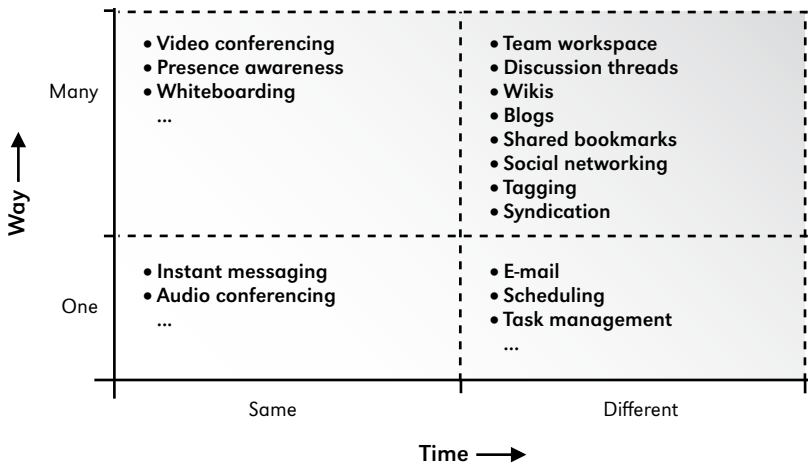 Many
• Video conferencing
• Presence awareness
• Whiteboarding
...
• Team workspace
• Discussion threads
• Wikis
• Blogs
• Shared bookmarks
• Social networking
• Tagging
• Syndication
Way
One
• Instant messaging
• Audio conferencing
...
• E-mail
• Scheduling
• Task management
...
Same
Different
Time